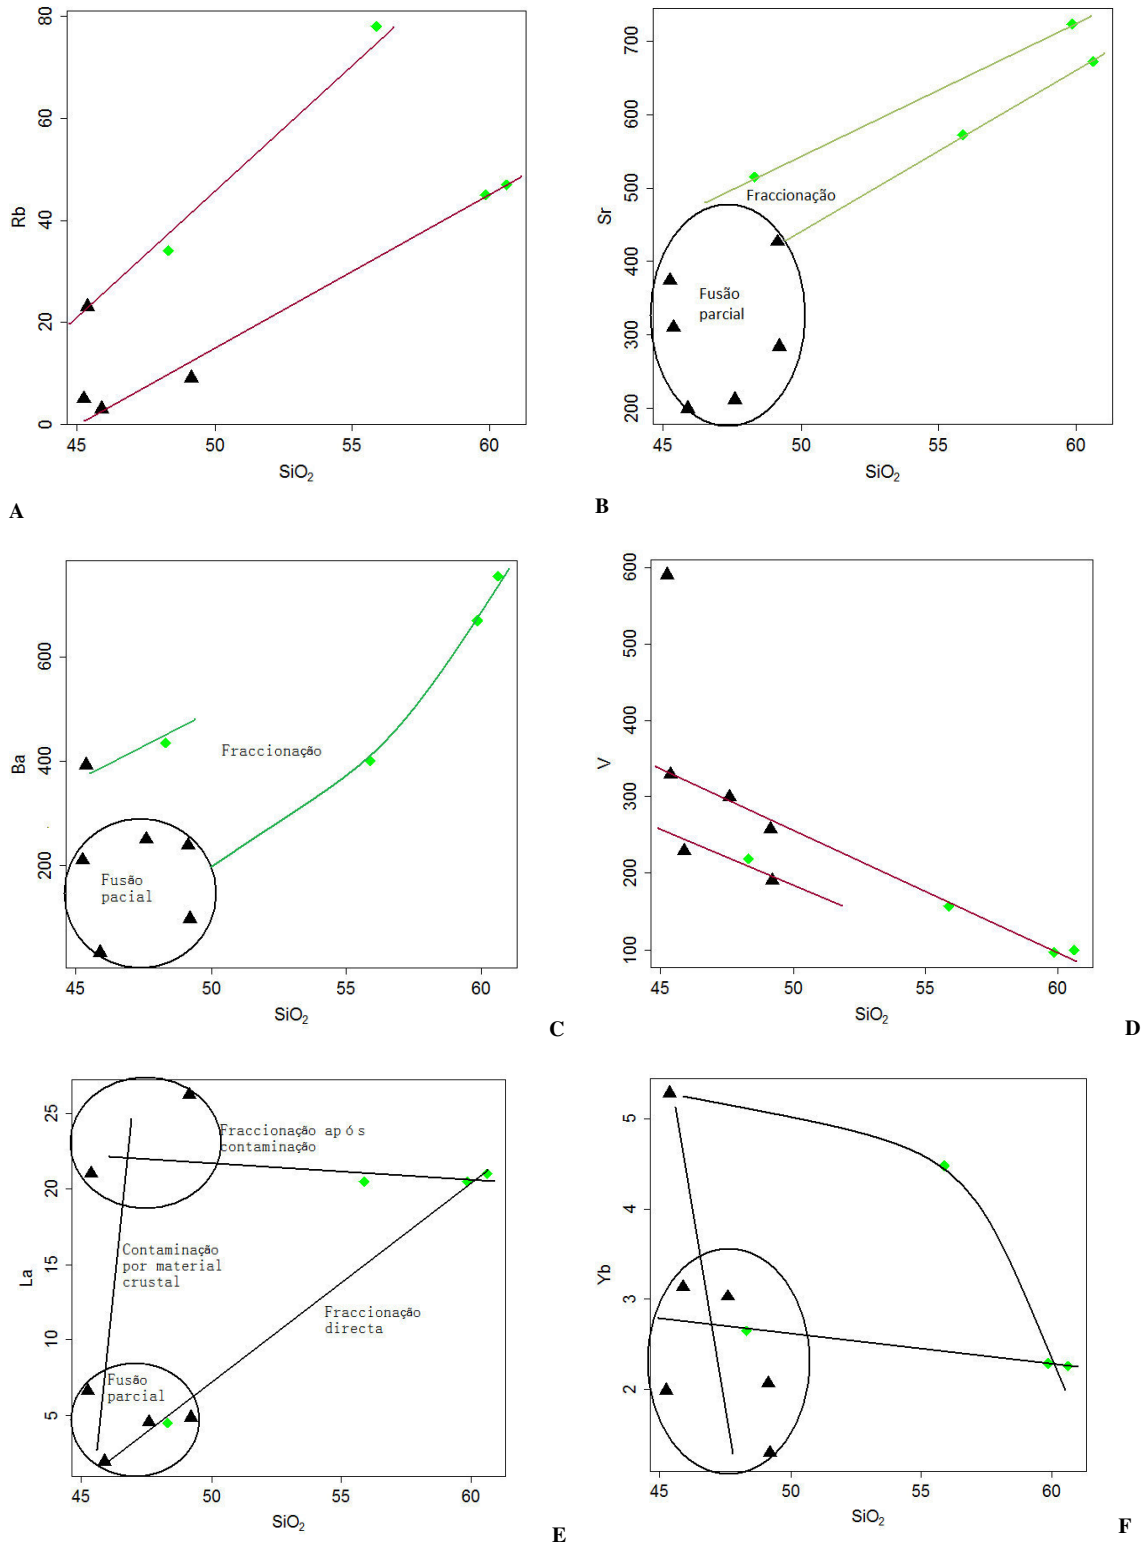 80
60
40
20
0
Rb
45
50
55
60
SiO2
A
700
600
500
400
300
200
Sr
Fraccionação
Fusão
parcial
45
50
55
60
SiO2
B
600
400
200
Ba
Fraccionação
Fusão
pacial
45
50
55
60
SiO2
C
600
500
400
300
200
100
V
45
50
55
60
SiO2
D
25
20
15
10
5
La
Fraccionação após
contaminação
Contaminação
por material
crustal
Fraccionação
directa
Fusão
parcial
45
50
55
60
SiO2
E
5
4
3
2
Yb
45
50
55
60
SiO2
F